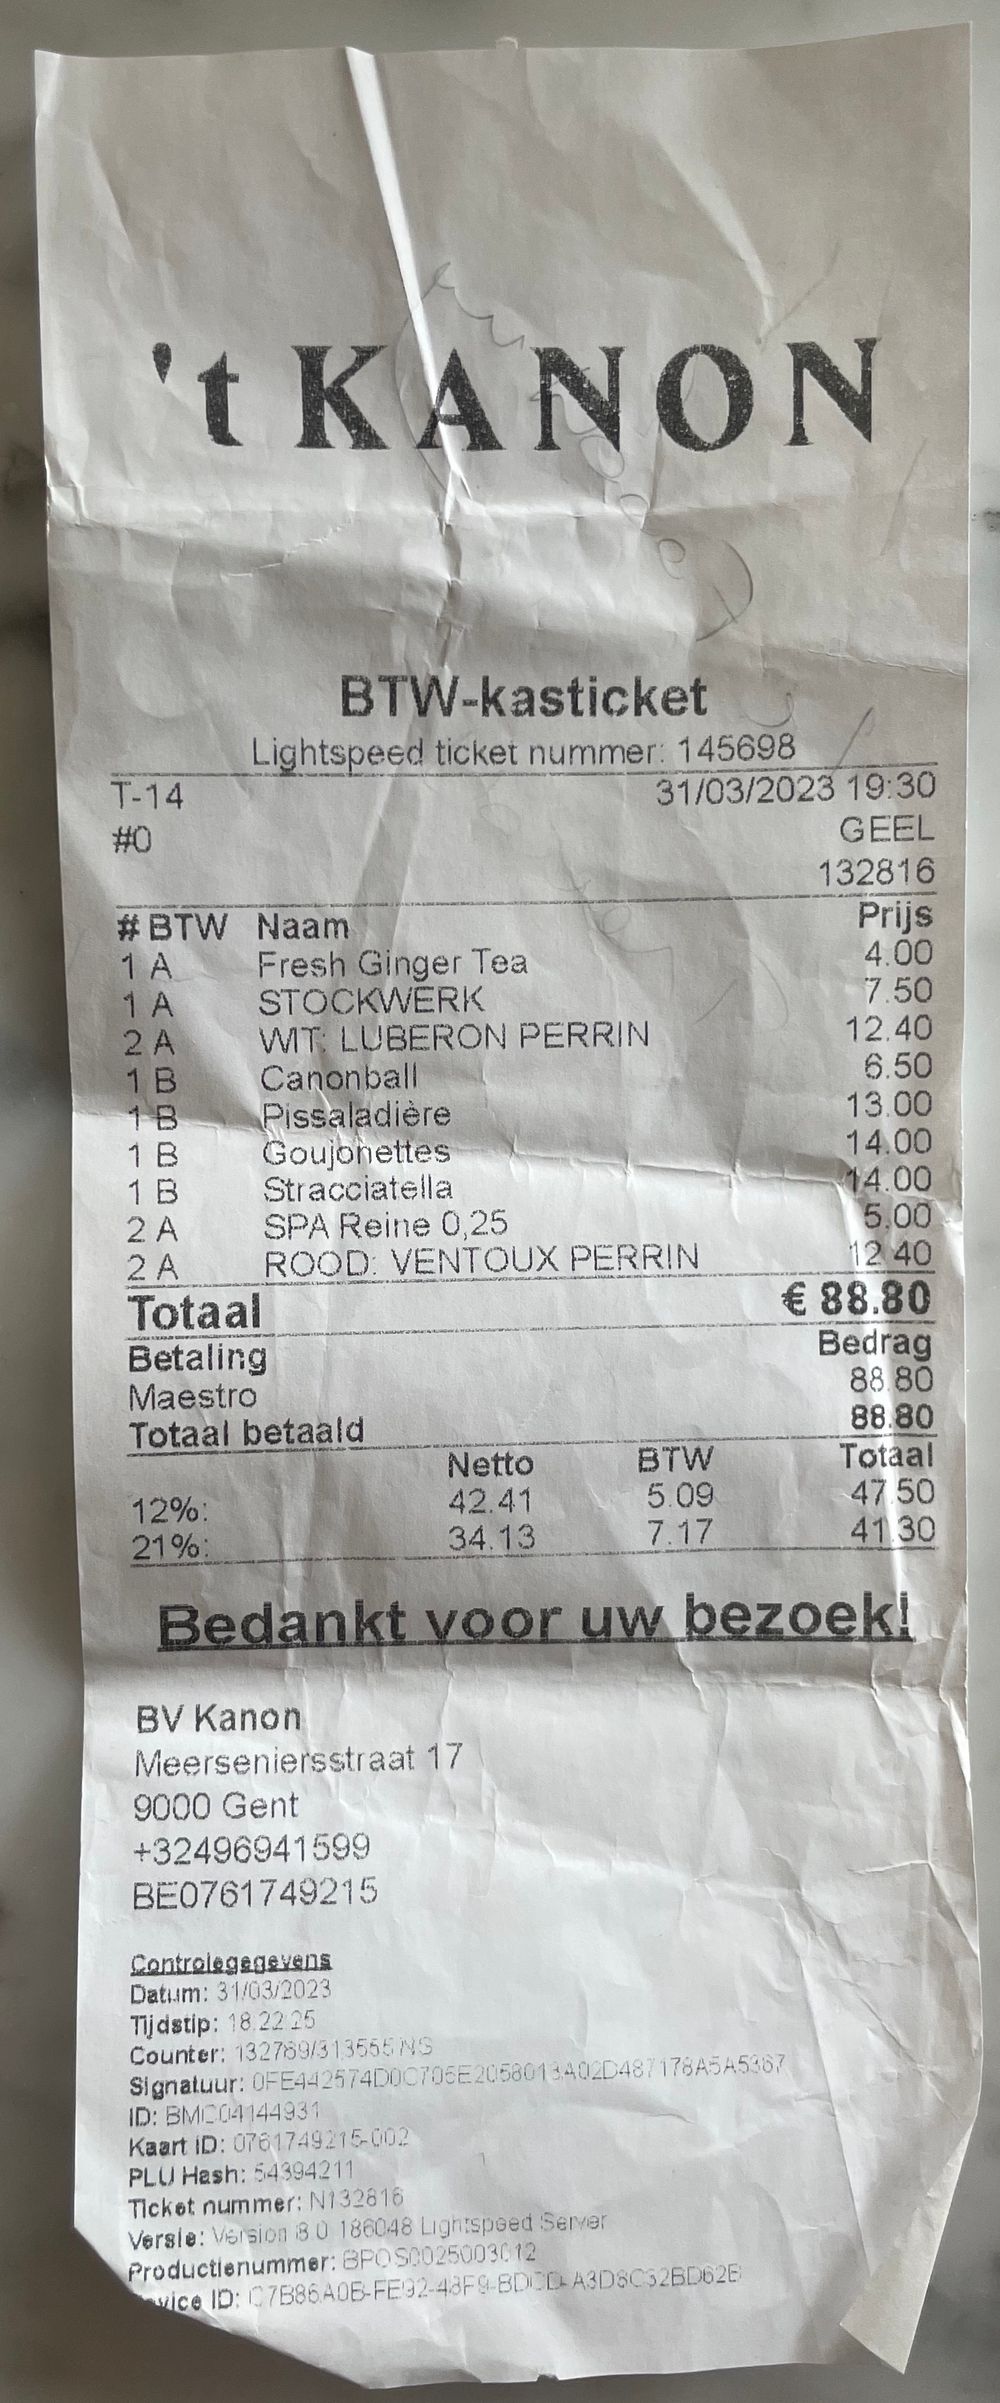 't KANON
BTW-kasticket
Lightspeed ticket nummer: 145698
T-14 31/03/2023 19:30
#0 GEEL
132816
# BTW Naam Prijs
1 A Fresh Ginger Tea 4.00
1 A STOCKWERK 7.50
2 A WIT: LUBERON PERRIN 12.40
1 B Canonball 6.50
1 B Pissaladière 13.00
1 B Goujonettes 14.00
1 B Stracciatella 14.00
2 A SPA Reine 0,25 5.00
2 A ROOD: VENTOUX PERRIN 12.40
Totaal € 88.80
Betaling Bedrag
Maestro 88.80
Totaal betaald 88.80
Netto BTW Totaal
12%: 42.41 5.09 47.50
21%: 34.13 7.17 41.30
Bedankt voor uw bezoek!
BV Kanon
Meerseniersstraat 17
9000 Gent
+32496941599
BE0761749215
Controlegegevens
Datum: 31/03/2023
Tijdstip: 18:22:25
Counter: 132769/313555 NS
Signatuur: 0FE442574D0C705E2058013A02D487178A5A5367
ID: BMC04144931
Kaart ID: 0761749215-002
PLU Hash: 54394211
Ticket nummer: N132816
Versie: Version 8.0 186048 Lightspeed Server
Productienummer: BPOS0025003012
ID: